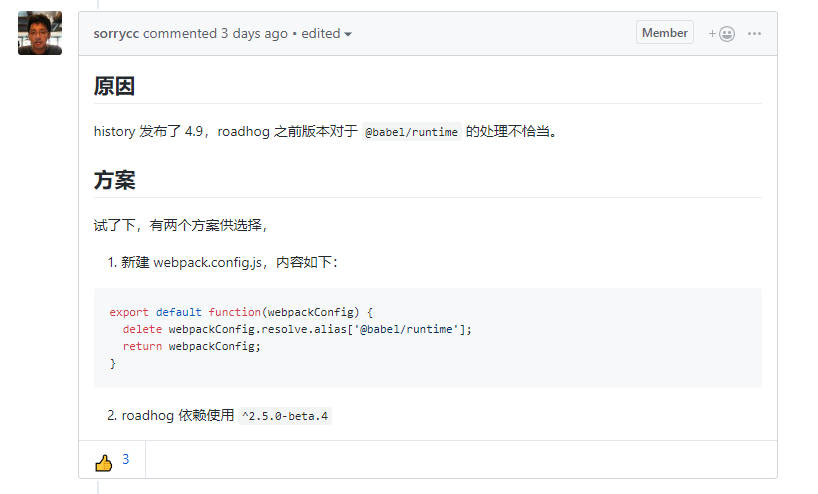 sorrycc commented 3 days ago • edited
Member
原因
history 发布了 4.9，roadhog 之前版本对于 @babel/runtime 的处理不恰当。
方案
试了下，有两个方案供选择，
1. 新建 webpack.config.js，内容如下：
export default function(webpackConfig) {
  delete webpackConfig.resolve.alias['@babel/runtime'];
  return webpackConfig;
}
2. roadhog 依赖使用 ^2.5.0-beta.4
3